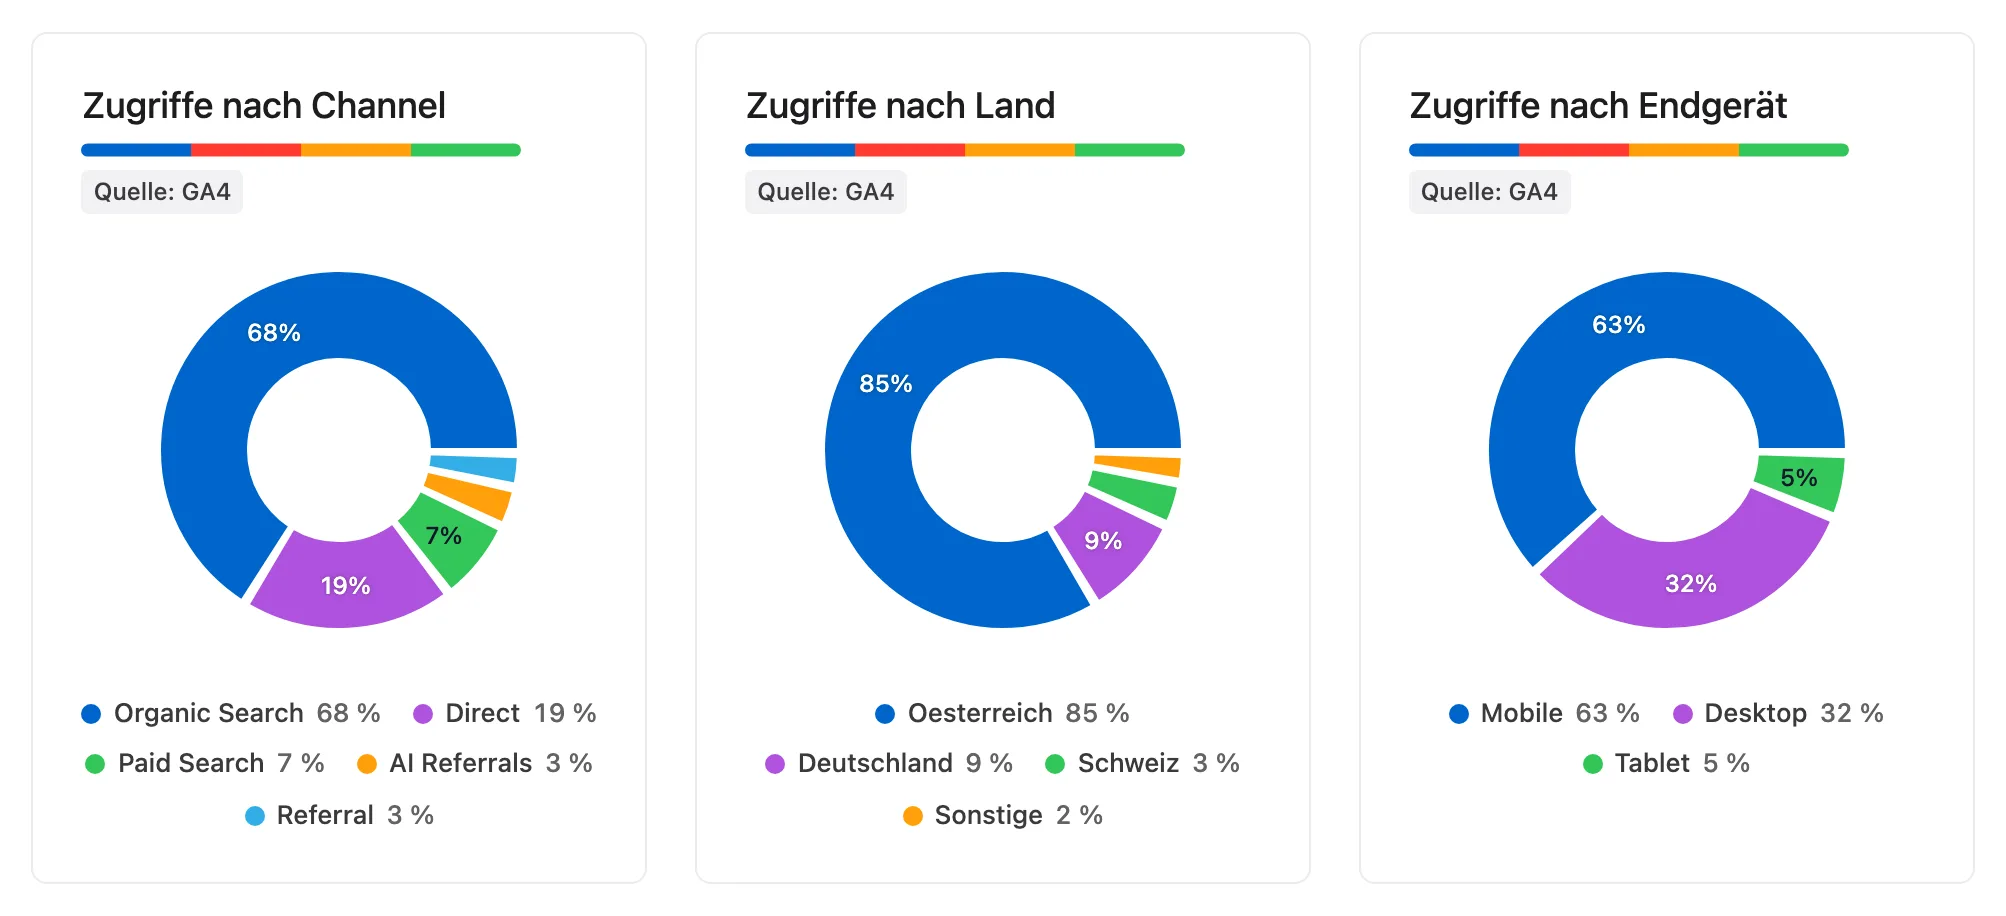 Zugriffe nach Channel
Quelle: GA4
68%
7%
19%
Organic Search 68 % Direct 19 %
Paid Search 7 % AI Referrals 3 %
Referral 3 %
Zugriffe nach Land
Quelle: GA4
85%
9%
Oesterreich 85 %
Deutschland 9 % Schweiz 3 %
Sonstige 2 %
Zugriffe nach Endgerät
Quelle: GA4
63%
5%
32%
Mobile 63 % Desktop 32 %
Tablet 5 %